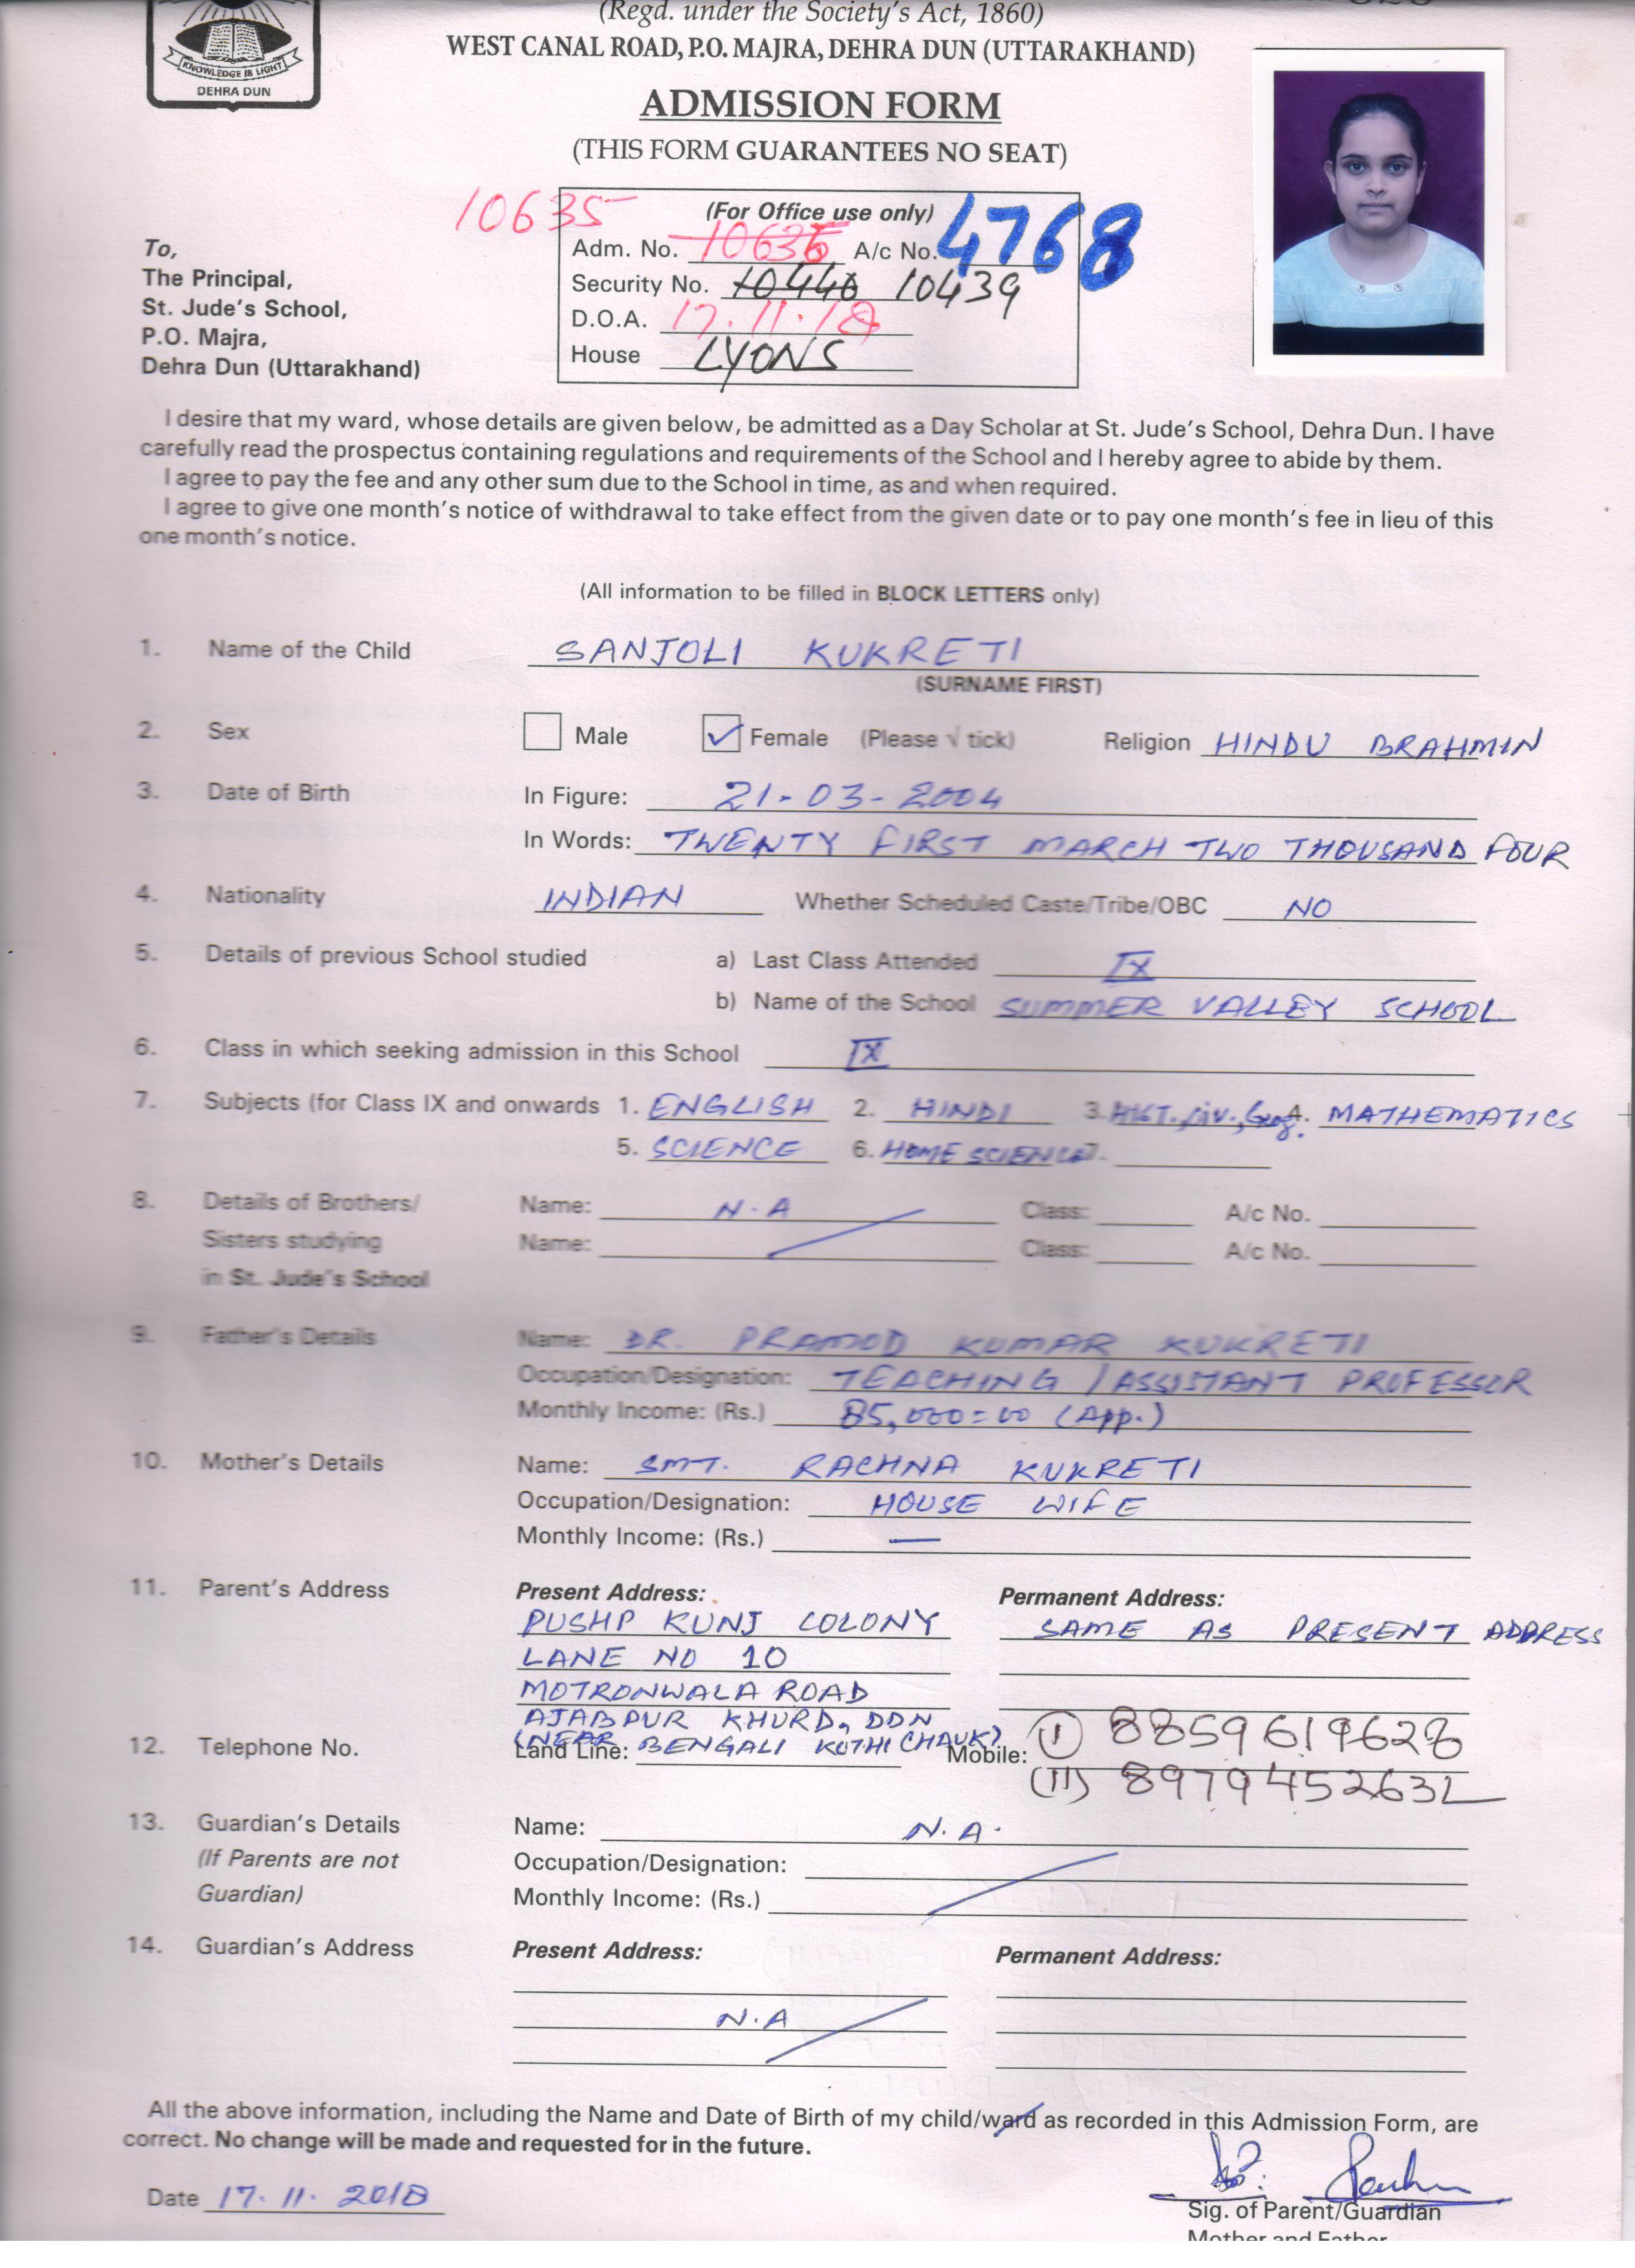 (Regd. under the Society's Act, 1860)
WEST CANAL ROAD, P.O. MAJRA, DEHRA DUN (UTTARAKHAND)
KNOWLEDGE IS LIGHT
DEHRA DUN
ADMISSION FORM
(THIS FORM GUARANTEES NO SEAT)
10635
(For Office use only)
Adm. No. 10636 A/c No. 4768
Security No. 10440 10439
D.O.A. 17.11.18
House LYONS
To,
The Principal,
St. Jude's School,
P.O. Majra,
Dehra Dun (Uttarakhand)
I desire that my ward, whose details are given below, be admitted as a Day Scholar at St. Jude's School, Dehra Dun. I have
carefully read the prospectus containing regulations and requirements of the School and I hereby agree to abide by them.
I agree to pay the fee and any other sum due to the School in time, as and when required.
I agree to give one month's notice of withdrawal to take effect from the given date or to pay one month's fee in lieu of this
one month's notice.
(All information to be filled in BLOCK LETTERS only)
1. Name of the Child SANJOLI KUKRETI
(SURNAME FIRST)
2. Sex Male Female (Please √ tick) Religion HINDU BRAHMIN
3. Date of Birth In Figure: 21-03-2004
In Words: TWENTY FIRST MARCH TWO THOUSAND FOUR
4. Nationality INDIAN Whether Scheduled Caste/Tribe/OBC NO
5. Details of previous School studied a) Last Class Attended IX
b) Name of the School SUMMER VALLEY SCHOOL
6. Class in which seeking admission in this School IX
7. Subjects (for Class IX and onwards 1. ENGLISH 2. HINDI 3. HIST., Civ., Geog. 4. MATHEMATICS
5. SCIENCE 6. HOME SCIENCE 7.
8. Details of Brothers/ Name: N.A Class: A/c No.
Sisters studying Name: Class: A/c No.
in St. Jude's School
9. Father's Details Name: DR. PRAMOD KUMAR KUKRETI
Occupation/Designation: TEACHING / ASSISTANT PROFESSOR
Monthly Income: (Rs.) 85,000=00 (App.)
10. Mother's Details Name: SMT. RACHNA KUKRETI
Occupation/Designation: HOUSE WIFE
Monthly Income: (Rs.) —
11. Parent's Address Present Address: Permanent Address:
PUSHP KUNJ COLONY SAME AS PRESENT ADDRESS
LANE NO 10
MOTRONWALA ROAD
AJABPUR KHURD, DDN
(NEAR BENGALI KOTHI CHAUK)
12. Telephone No. Land Line: Mobile: (I) 8859619628
(II) 8979452632
13. Guardian's Details Name: N.A.
(If Parents are not Occupation/Designation:
Guardian) Monthly Income: (Rs.)
14. Guardian's Address Present Address: Permanent Address:
N.A
All the above information, including the Name and Date of Birth of my child/ward as recorded in this Admission Form, are
correct. No change will be made and requested for in the future.
Date 17.11.2018
Sig. of Parent/Guardian
Mother and Father